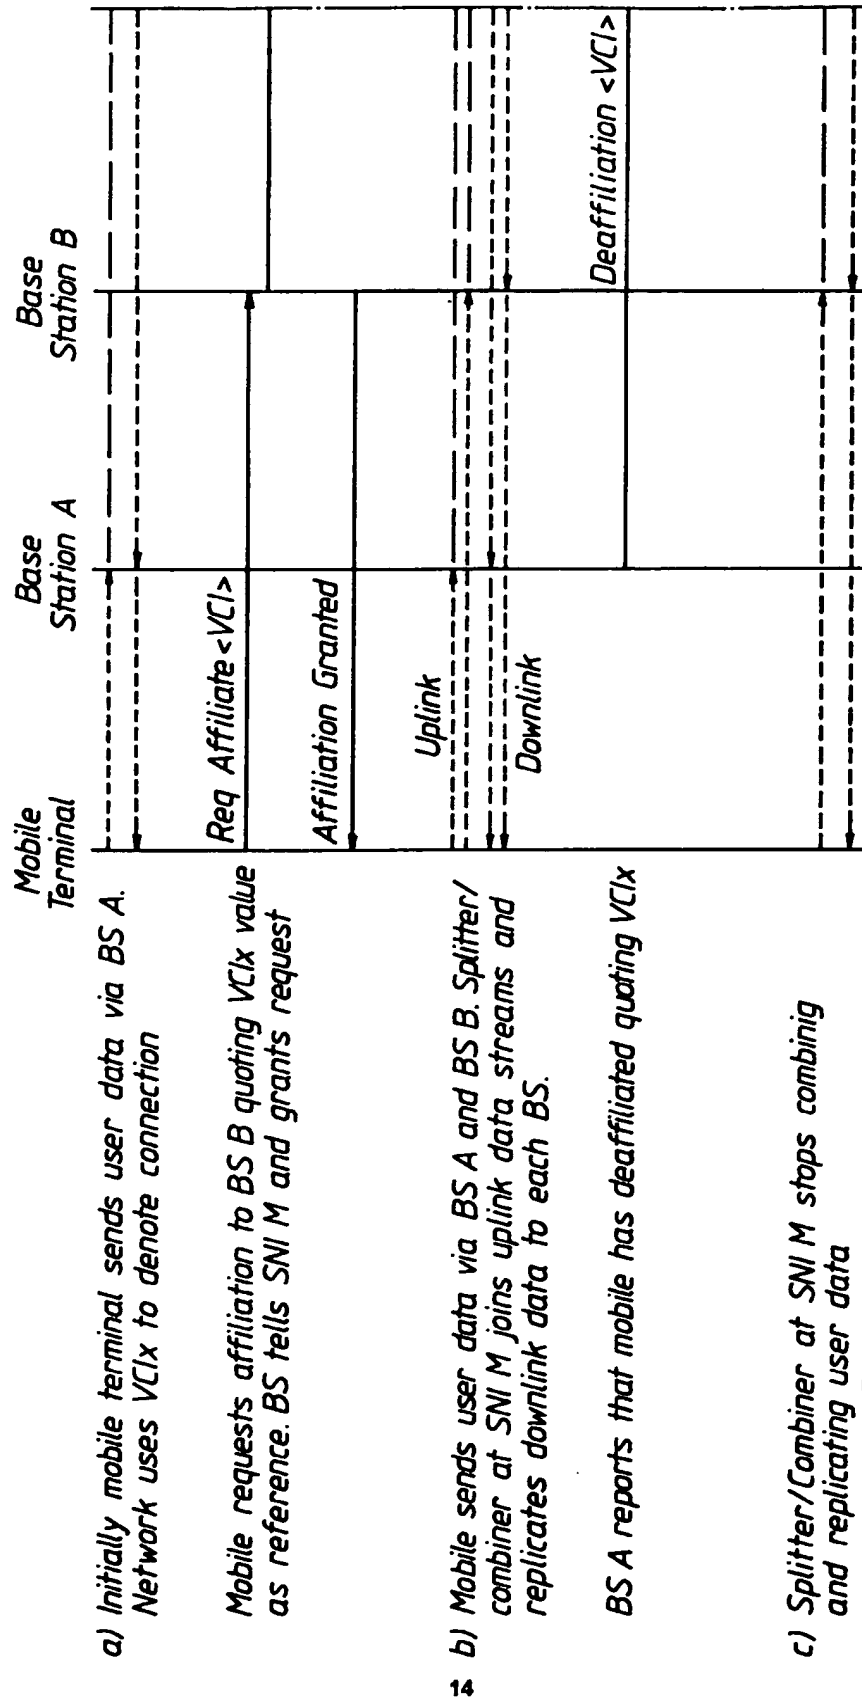 Mobile
Terminal
Base
Station A
Base
Station B
a) Initially mobile terminal sends user data via BS A.
Network uses VCIx to denote connection
Mobile requests affiliation to BS B quoting VCIx value
as reference. BS tells SNI M and grants request
Req Affiliate <VCI>
Affiliation Granted
b) Mobile sends user data via BS A and BS B. Splitter/
combiner at SNI M joins uplink data streams and
replicates downlink data to each BS.
Uplink
Downlink
BS A reports that mobile has deaffiliated quoting VCIx
Deaffiliation <VCI>
c) Splitter/Combiner at SNI M stops combinig
and replicating user data
14